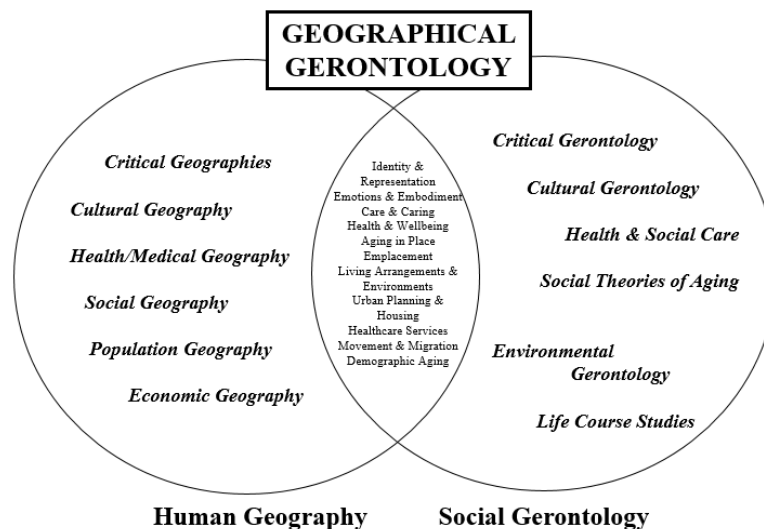 GEOGRAPHICAL
GERONTOLOGY
Critical Geographies
Cultural Geography
Health/Medical Geography
Social Geography
Population Geography
Economic Geography
Identity &
Representation
Emotions & Embodiment
Care & Caring
Health & Wellbeing
Aging in Place
Emplacement
Living Arrangements &
Environments
Urban Planning &
Housing
Healthcare Services
Movement & Migration
Demographic Aging
Critical Gerontology
Cultural Gerontology
Health & Social Care
Social Theories of Aging
Environmental
Gerontology
Life Course Studies
Human Geography
Social Gerontology